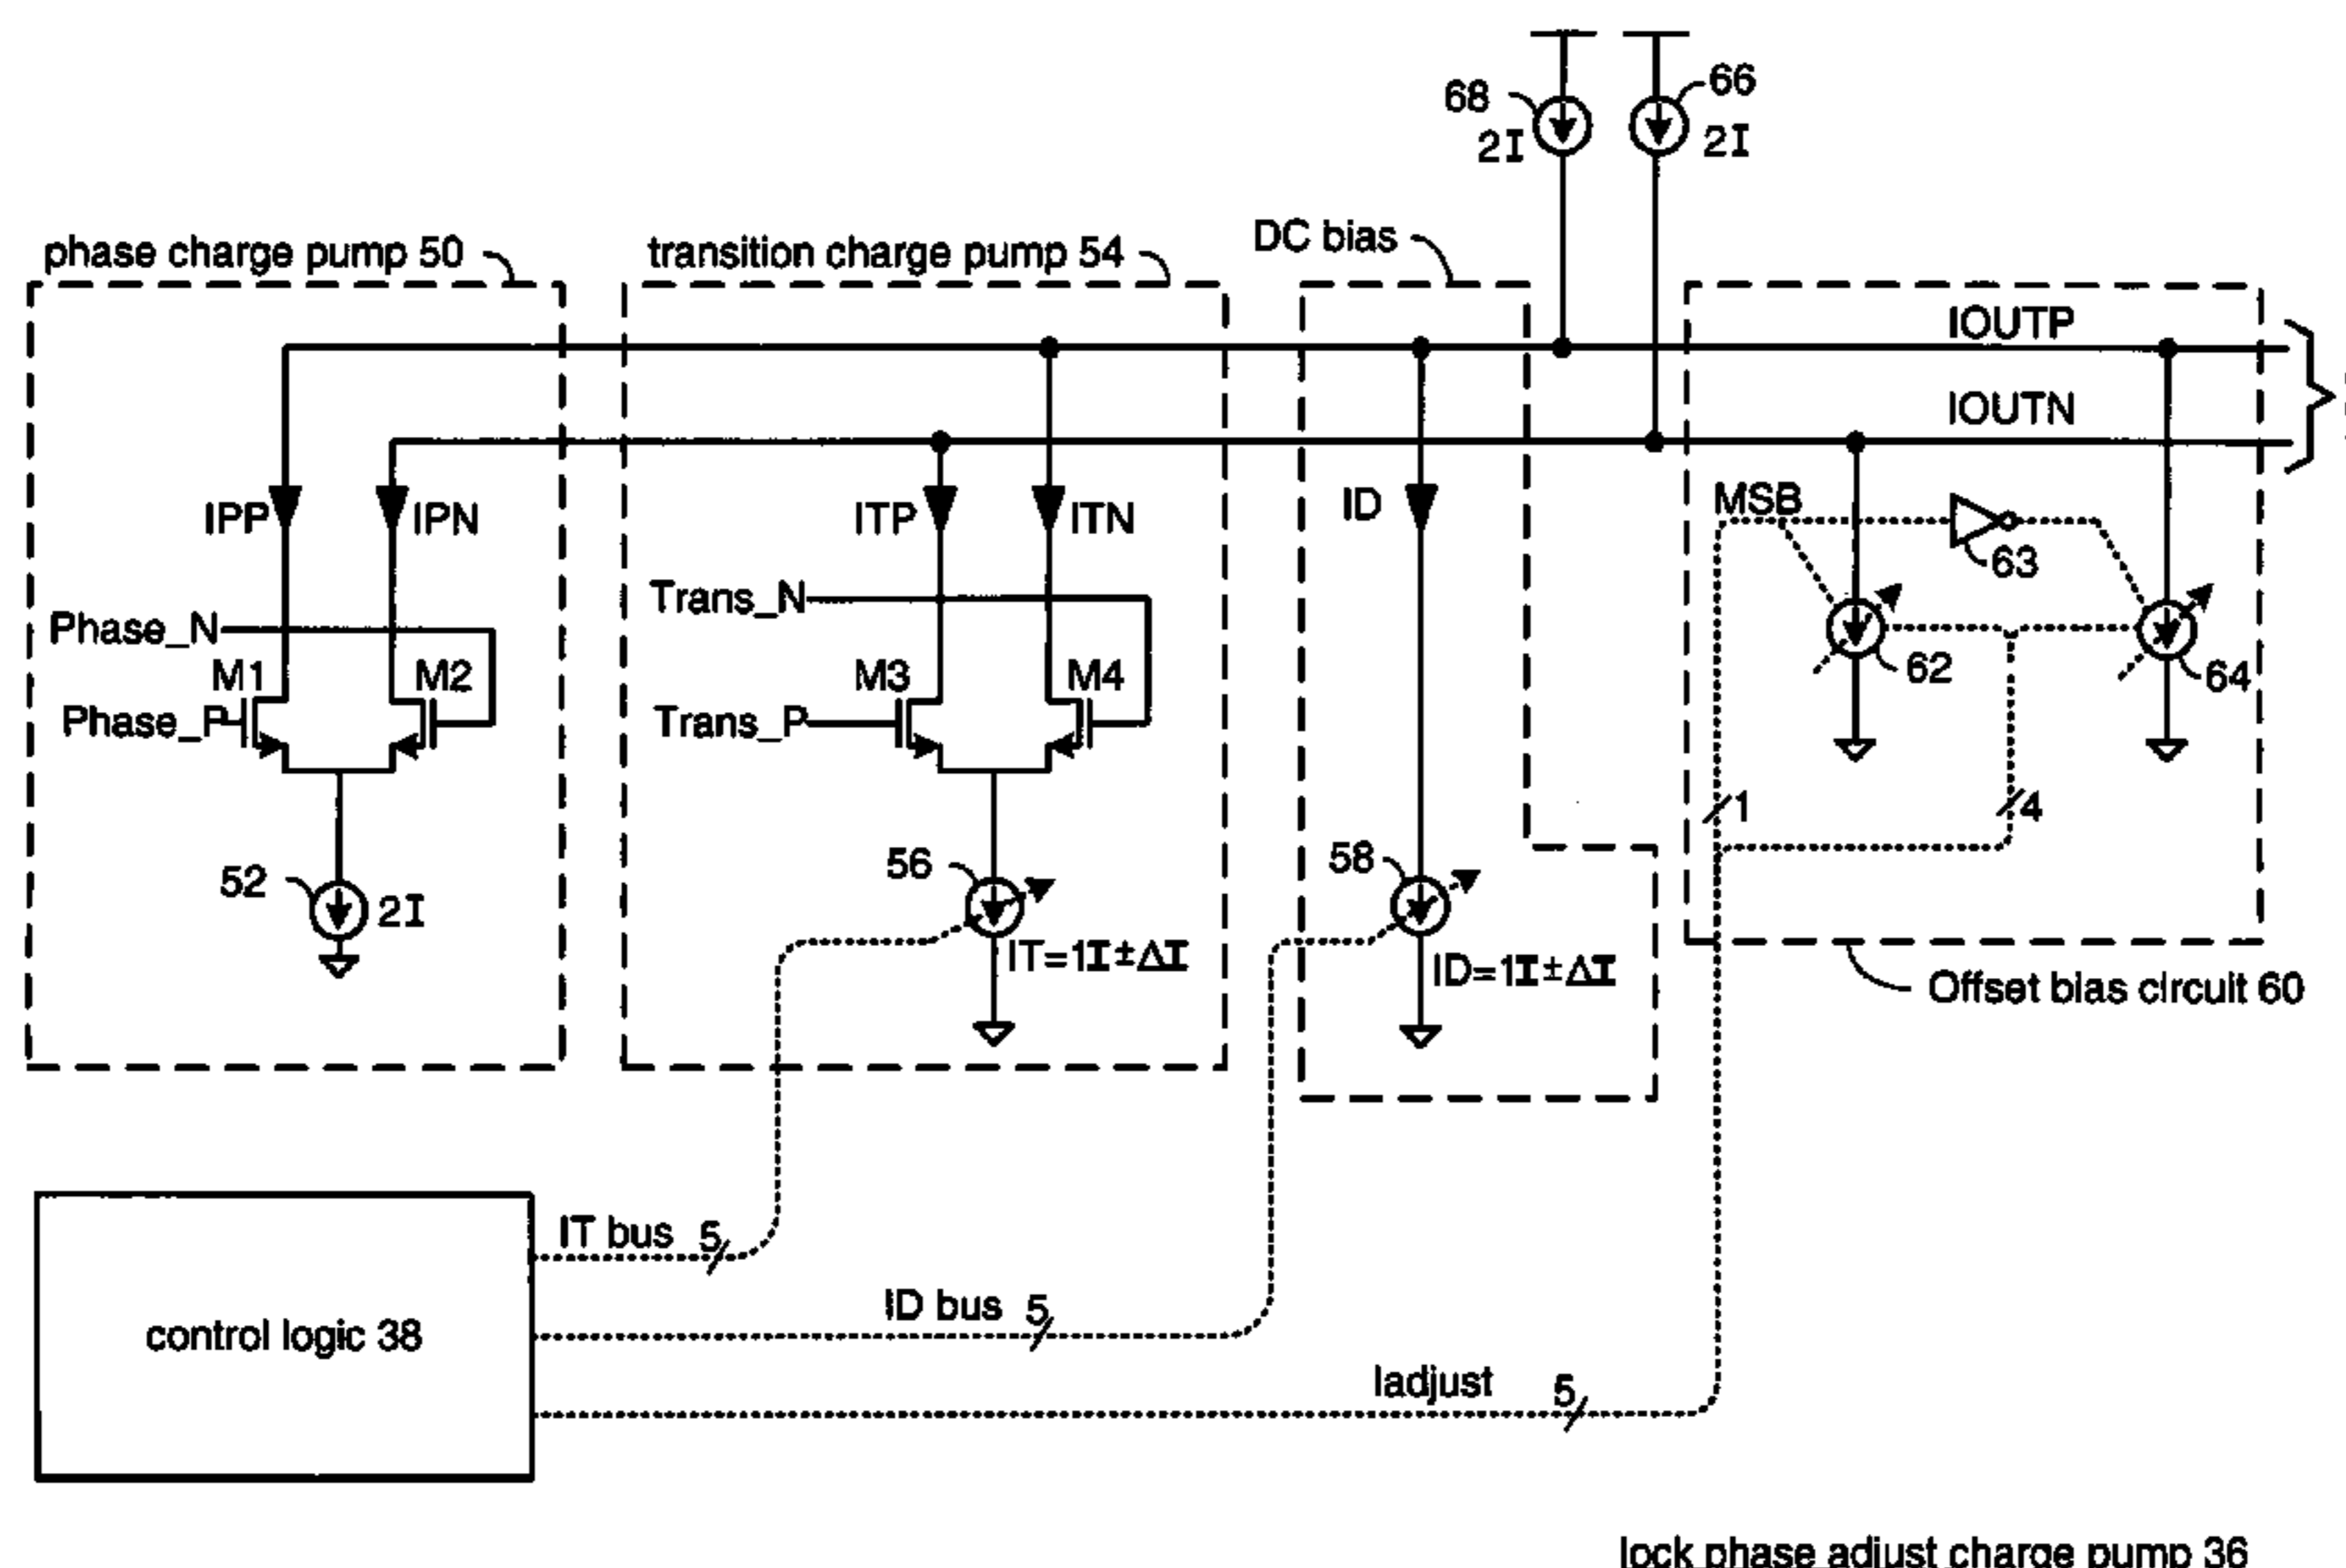 68
2I
66
2I
phase charge pump 50
transition charge pump 54
DC bias
IOUTP
IOUTN
IPP
IPN
ITP
ITN
ID
MSB
63
Trans_N
Phase_N
M1
M2
M3
M4
62
64
Phase_P
Trans_P
1
4
52
2I
56
58
IT=1I±ΔI
ID=1I±ΔI
Offset bias circuit 60
IT bus 5
ID bus 5
control logic 38
Iadjust 5
lock phase adjust charge pump 36